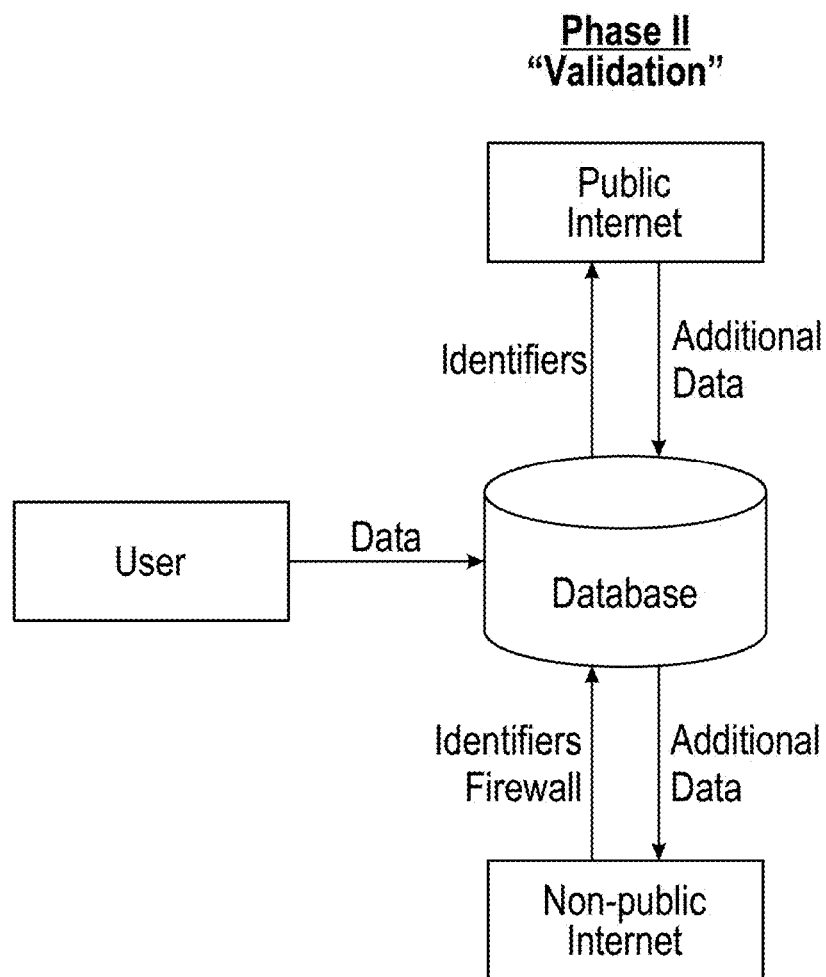 Phase II
“Validation”
Public
Internet
Identifiers
Additional
Data
User
Data
Database
Identifiers
Firewall
Additional
Data
Non-public
Internet